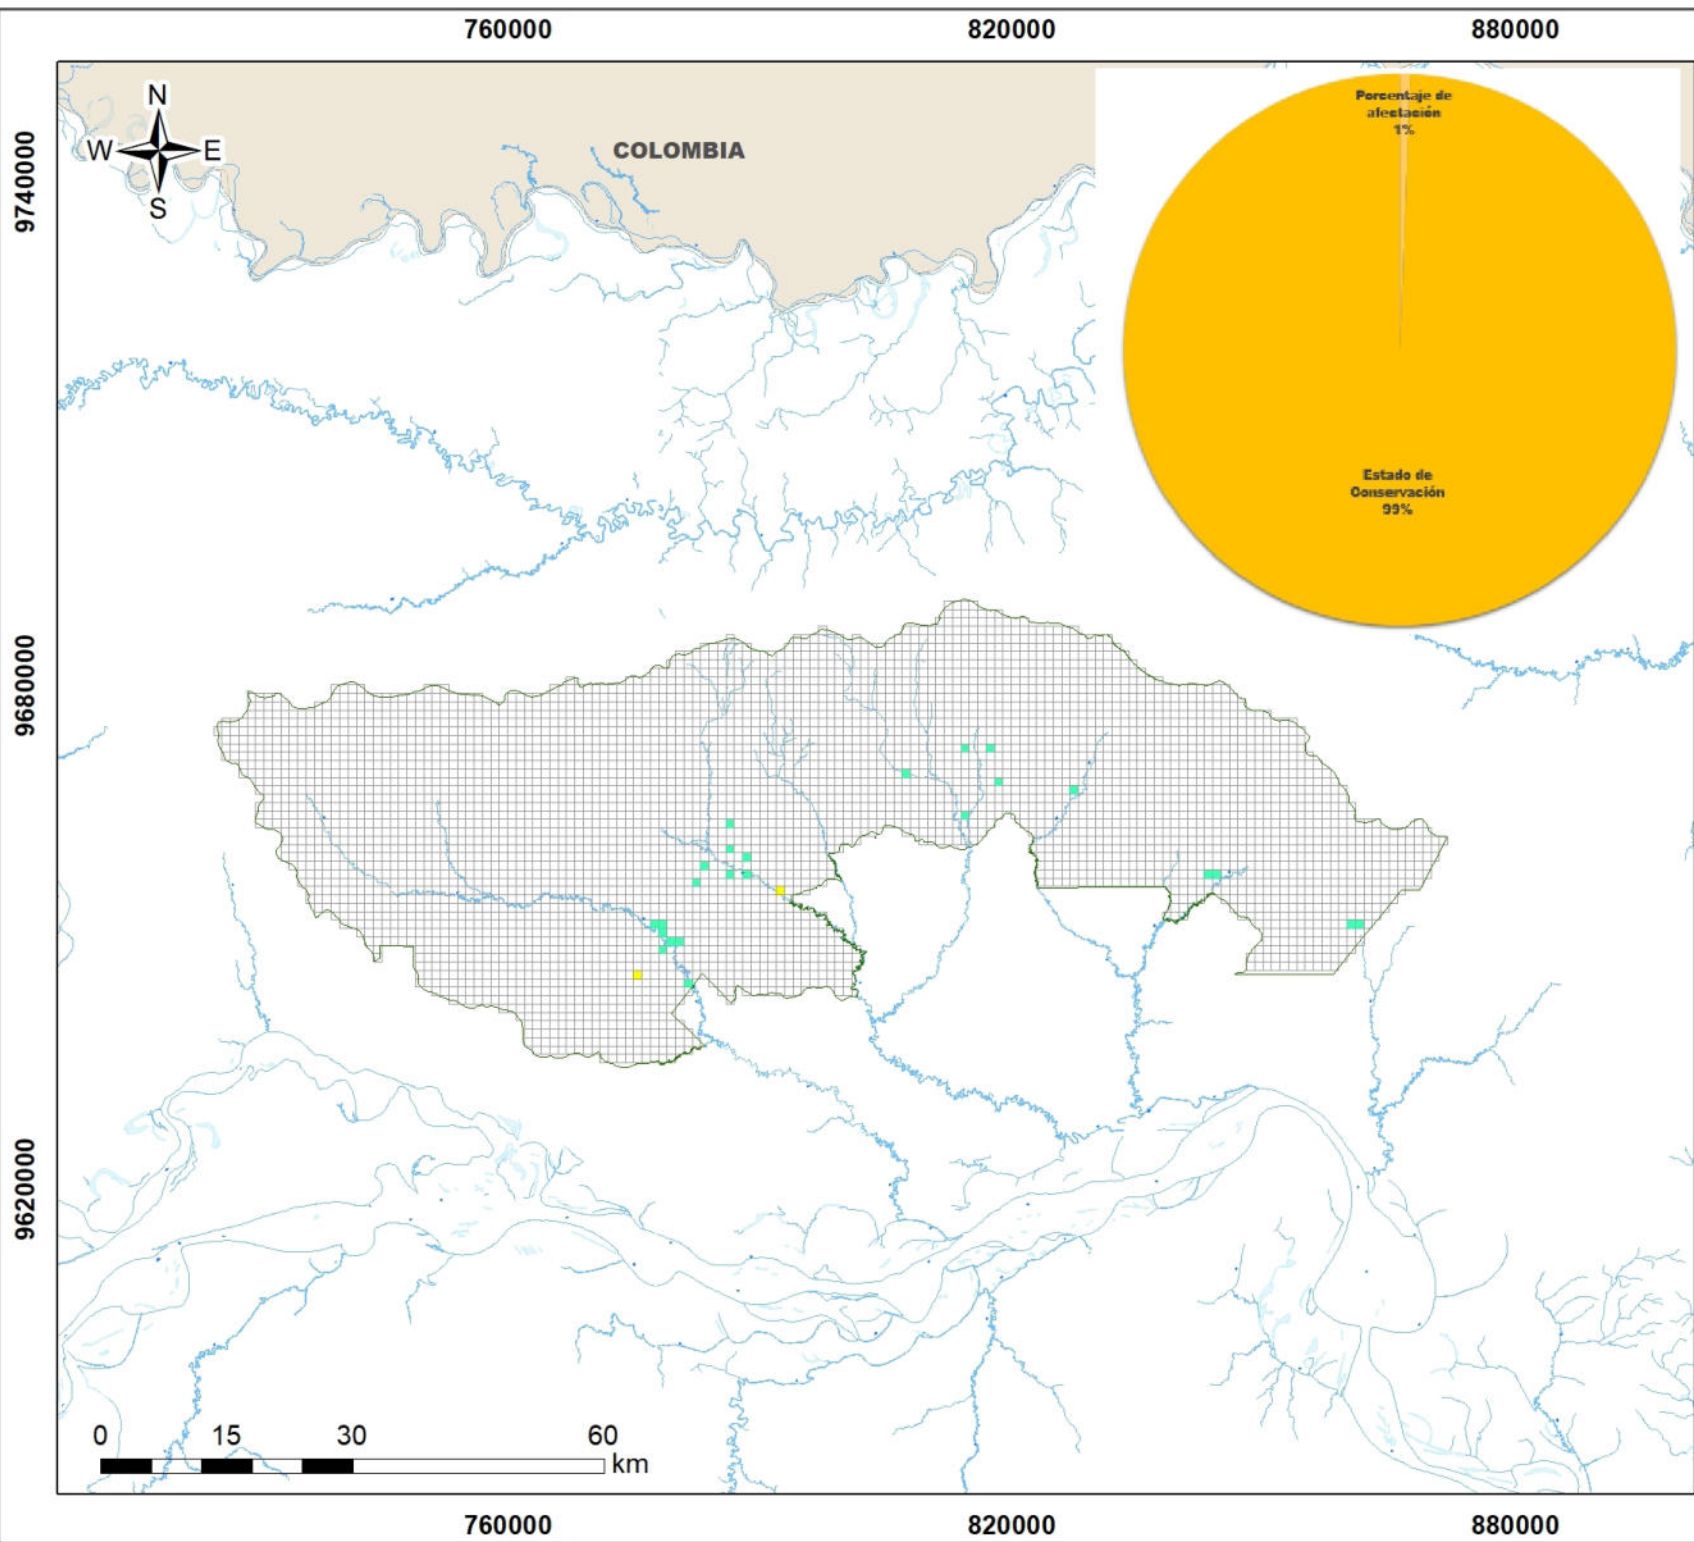 760000 820000 880000
N
W E
S
COLOMBIA
Porcentaje de
afectación
1%
9740000
Estado de
Conservación
99%
9680000
9620000
0 15 30 60
km
760000 820000 880000